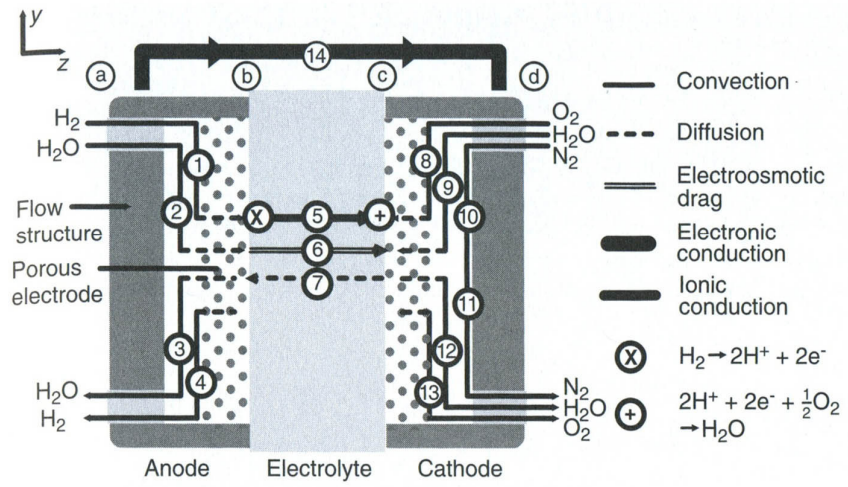 y
z
14
a
b
c
d
H₂
H₂O
O₂
H₂O
N₂
1
2
8
9
10
Flow
structure
Porous
electrode
X
5
+
6
7
3
4
11
12
13
H₂O
H₂
N₂
H₂O
O₂
Anode
Electrolyte
Cathode
Convection
Diffusion
Electroosmotic
drag
Electronic
conduction
Ionic
conduction
X H₂→2H⁺ + 2e⁻
+ 2H⁺ + 2e⁻ + ½O₂
→H₂O